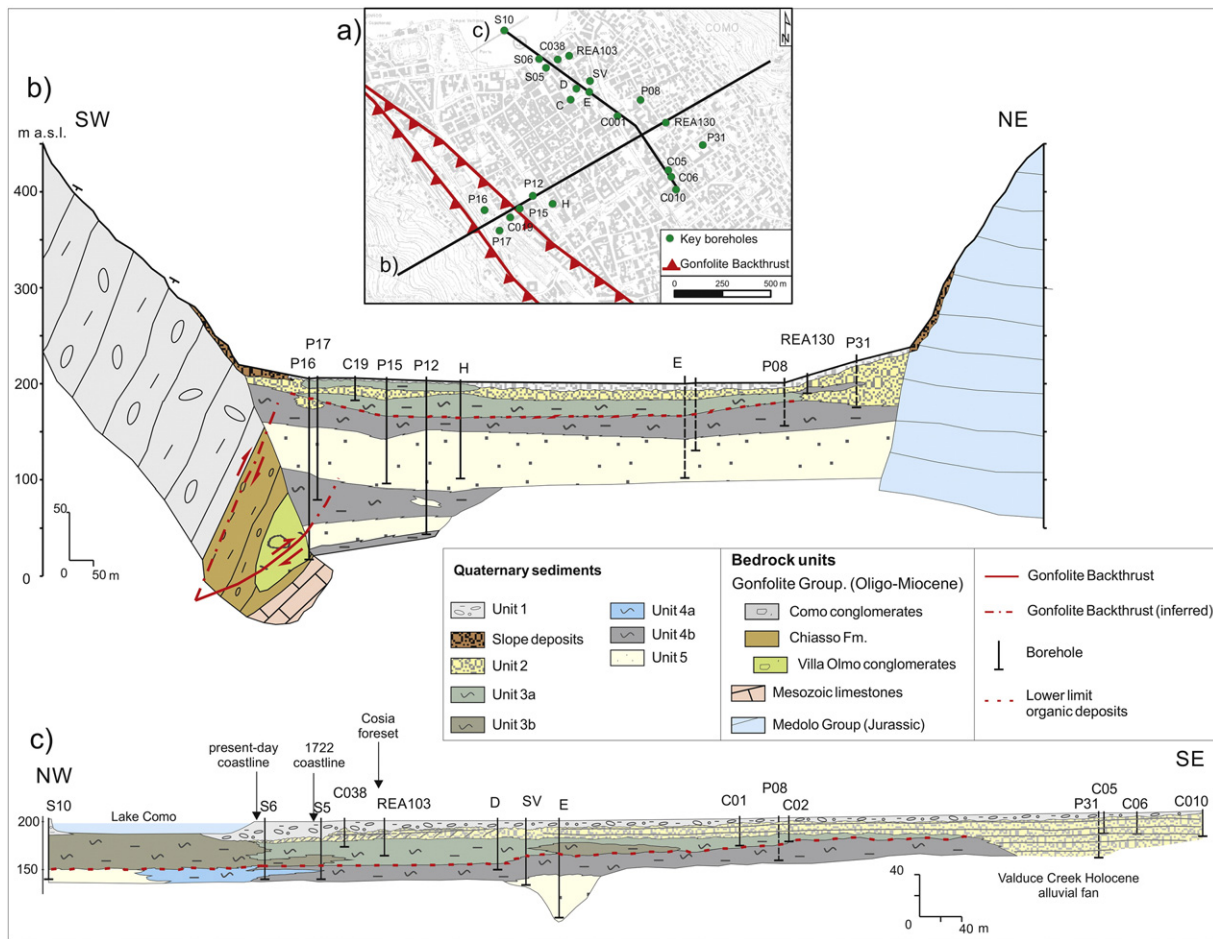 a)
c)
S10
COMO
N
C038
REA103
S06
S05
SV
D
P08
E
C
C001
REA130
P31
C05
C06
C010
P12
P16
H
P15
C019
P17
b)
Key boreholes
Gonfolite Backthrust
0 250 500 m
b)
SW
NE
m a.s.l.
400
300
200
100
0
P17
P16
C19
P15
P12
H
E
P08
REA130
P31
50
0 50 m
Quaternary sediments
Unit 1
Slope deposits
Unit 2
Unit 3a
Unit 3b
Unit 4a
Unit 4b
Unit 5
Bedrock units
Gonfolite Group. (Oligo-Miocene)
Como conglomerates
Chiasso Fm.
Villa Olmo conglomerates
Mesozoic limestones
Medolo Group (Jurassic)
Gonfolite Backthrust
Gonfolite Backthrust (inferred)
Borehole
Lower limit
organic deposits
c)
NW
SE
present-day
coastline
1722
coastline
Cosia
foreset
S10
Lake Como
S6
S5
C038
REA103
D
SV
E
C01
P08
C02
P31
C05
C06
C010
200
150
Valduce Creek Holocene
alluvial fan
40
0
40 m